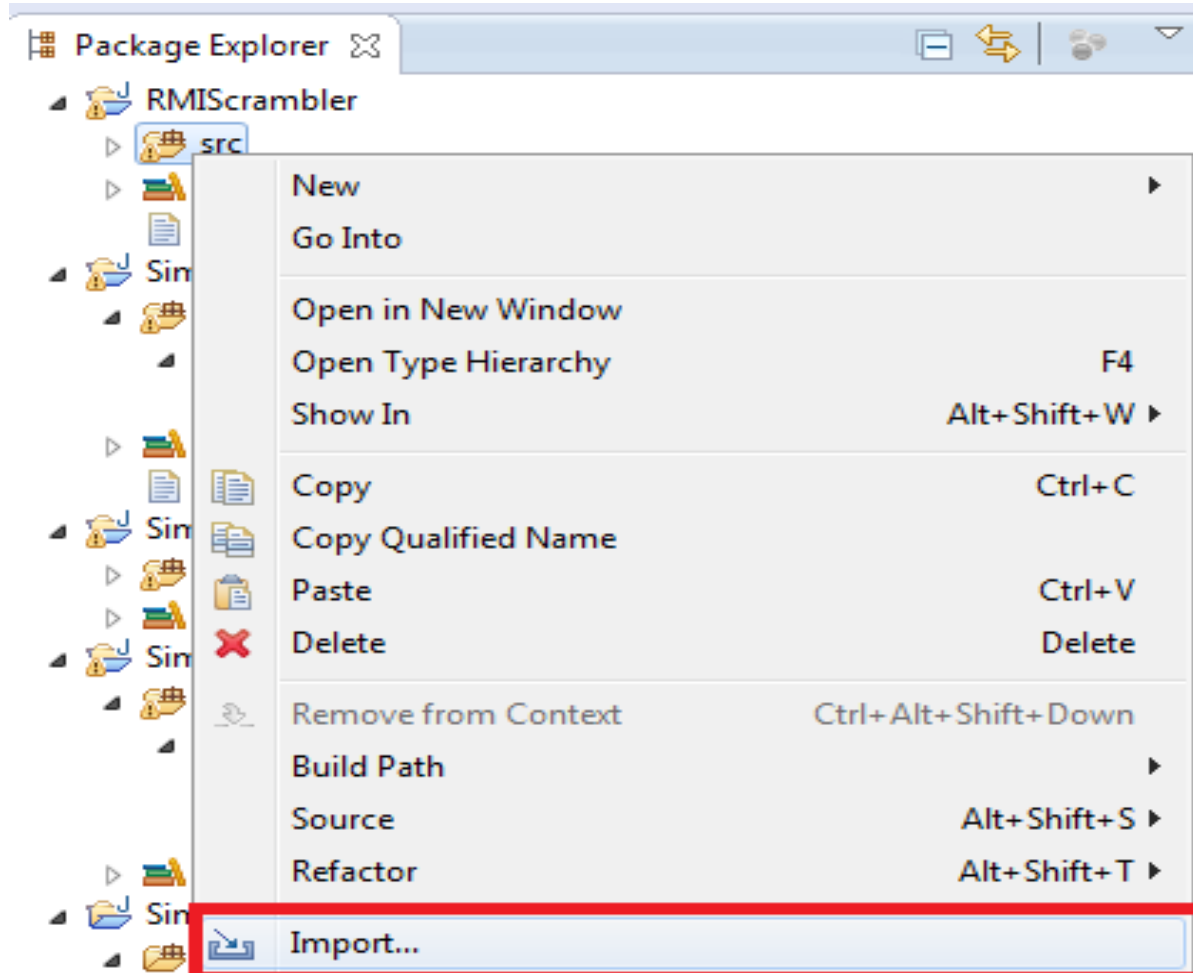 Package Explorer
RMIScrambler
src
New
Go Into
Sim
Open in New Window
Open Type Hierarchy F4
Show In Alt+Shift+W
Copy Ctrl+C
Sim
Copy Qualified Name
Paste Ctrl+V
Delete Delete
Sim
Remove from Context Ctrl+Alt+Shift+Down
Build Path
Source Alt+Shift+S
Refactor Alt+Shift+T
Sim
Import...